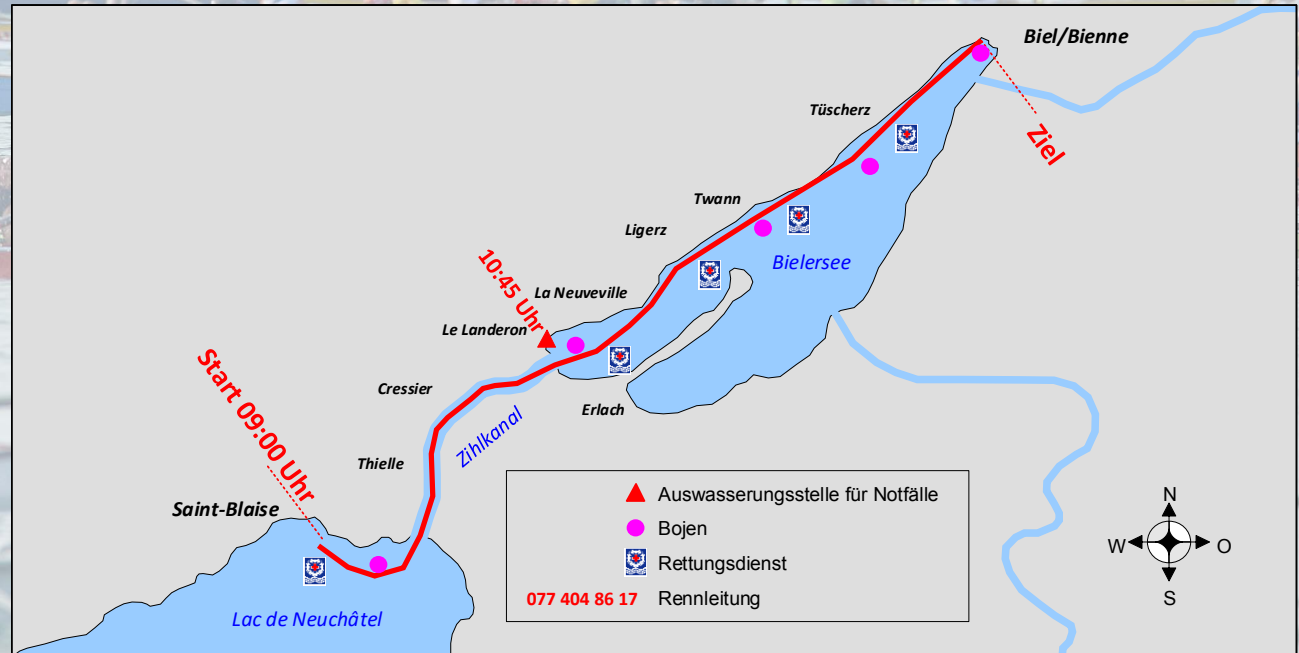 Biel/Bienne
Tüscherz
Ziel
Twann
Ligerz
Bielersee
10:45 Uhr
La Neuveville
Le Landeron
Start 09:00 Uhr
Cressier
Erlach
Zihlkanal
Thielle
Saint-Blaise
Lac de Neuchâtel
Auswasserungsstelle für Notfälle
Bojen
Rettungsdienst
077 404 86 17 Rennleitung
N
W O
S